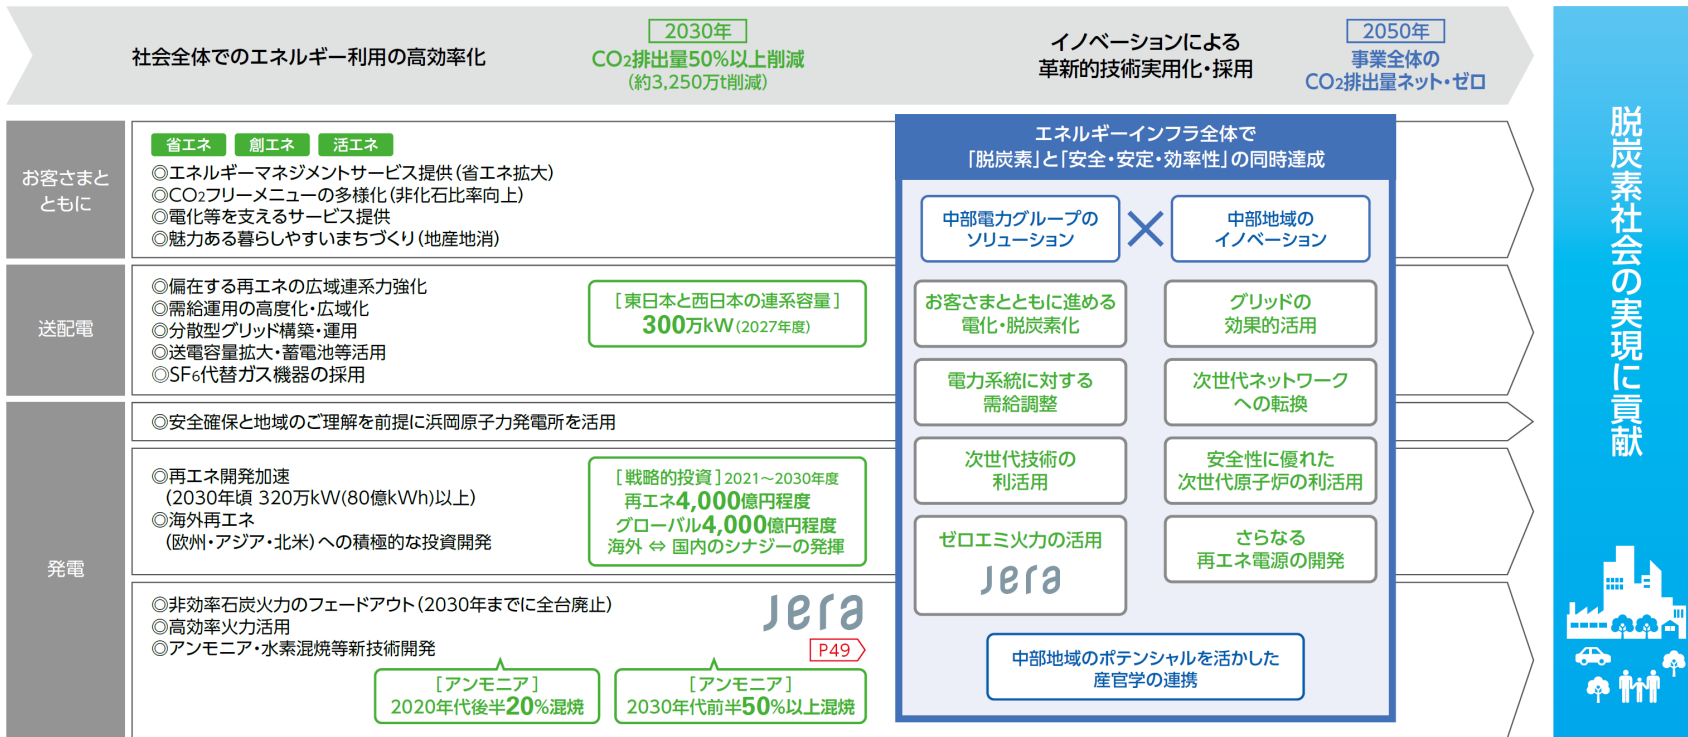 社会全体でのエネルギー利用の高効率化
2030年
CO2排出量50%以上削減
(約3,250万t削減)
イノベーションによる
革新的技術実用化・採用
2050年
事業全体の
CO2排出量ネット・ゼロ
お客さまと
ともに
省エネ 創エネ 活エネ
◎エネルギーマネジメントサービス提供(省エネ拡大)
◎CO2フリーメニューの多様化(非化石比率向上)
◎電化等を支えるサービス提供
◎魅力ある暮らしやすいまちづくり(地産地消)
送配電
◎偏在する再エネの広域連系力強化
◎需給運用の高度化・広域化
◎分散型グリッド構築・運用
◎送電容量拡大・蓄電池等活用
◎SF6代替ガス機器の採用
[東日本と西日本の連系容量]
300万kW(2027年度)
発電
◎安全確保と地域のご理解を前提に浜岡原子力発電所を活用
◎再エネ開発加速
(2030年頃 320万kW(80億kWh)以上)
◎海外再エネ
(欧州・アジア・北米)への積極的な投資開発
[戦略的投資]2021~2030年度
再エネ4,000億円程度
グローバル4,000億円程度
海外 ⇔ 国内のシナジーの発揮
◎非効率石炭火力のフェードアウト(2030年までに全台廃止)
◎高効率火力活用
◎アンモニア・水素混焼等新技術開発
Jera
P49
[アンモニア]
2020年代後半20%混焼
[アンモニア]
2030年代前半50%以上混焼
エネルギーインフラ全体で
「脱炭素」と「安全・安定・効率性」の同時達成
中部電力グループの
ソリューション
×
中部地域の
イノベーション
お客さまとともに進める
電化・脱炭素化
グリッドの
効果的活用
電力系統に対する
需給調整
次世代ネットワーク
への転換
次世代技術の
利活用
安全性に優れた
次世代原子炉の利活用
ゼロエミ火力の活用
Jera
さらなる
再エネ電源の開発
中部地域のポテンシャルを活かした
産官学の連携
脱炭素社会の実現に貢献